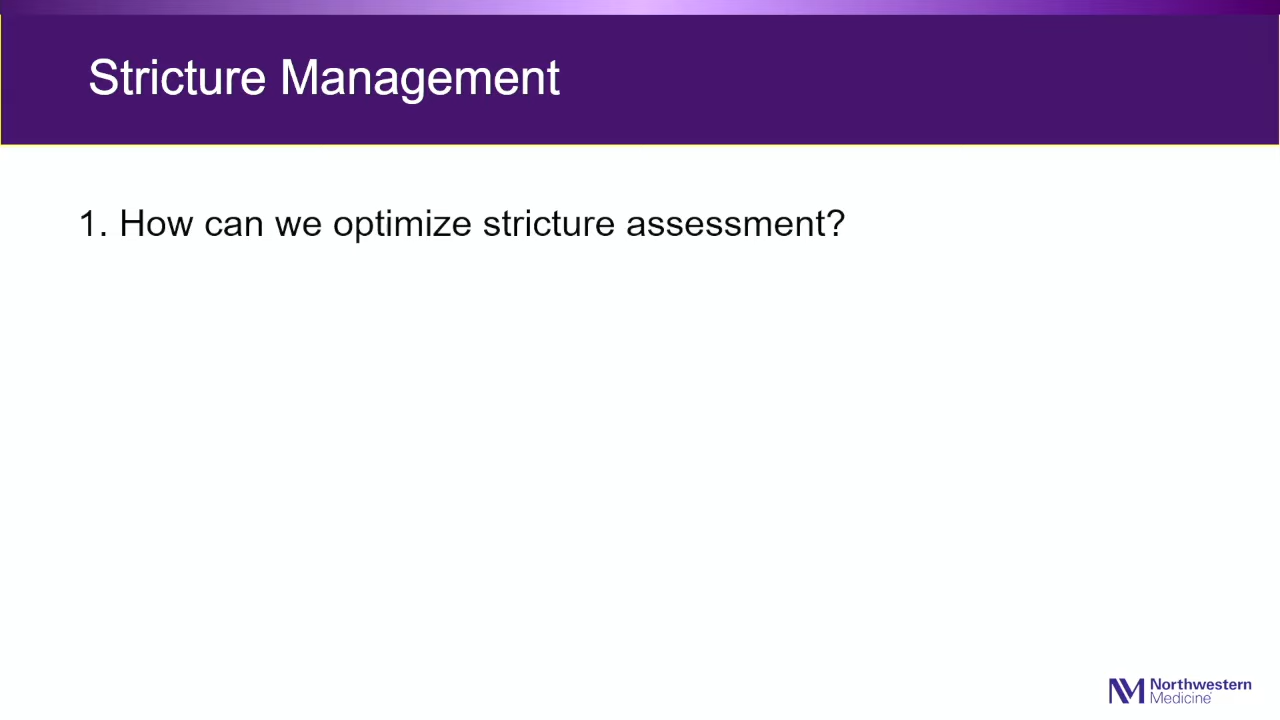 Stricture Management
1. How can we optimize stricture assessment?
Northwestern
Medicine